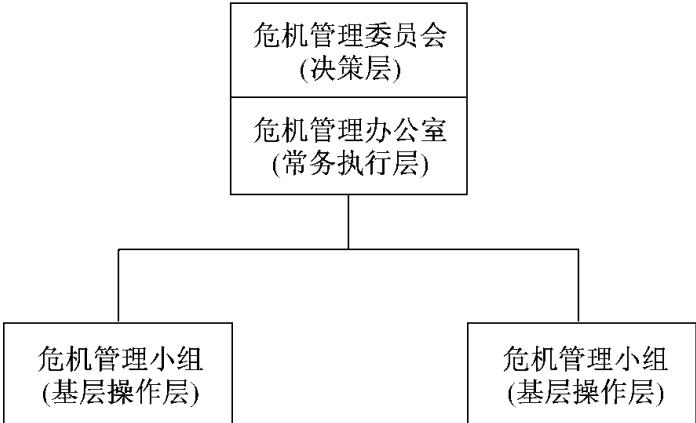 危机管理委员会
(决策层)
危机管理办公室
(常务执行层)
危机管理小组
(基层操作层)
危机管理小组
(基层操作层)